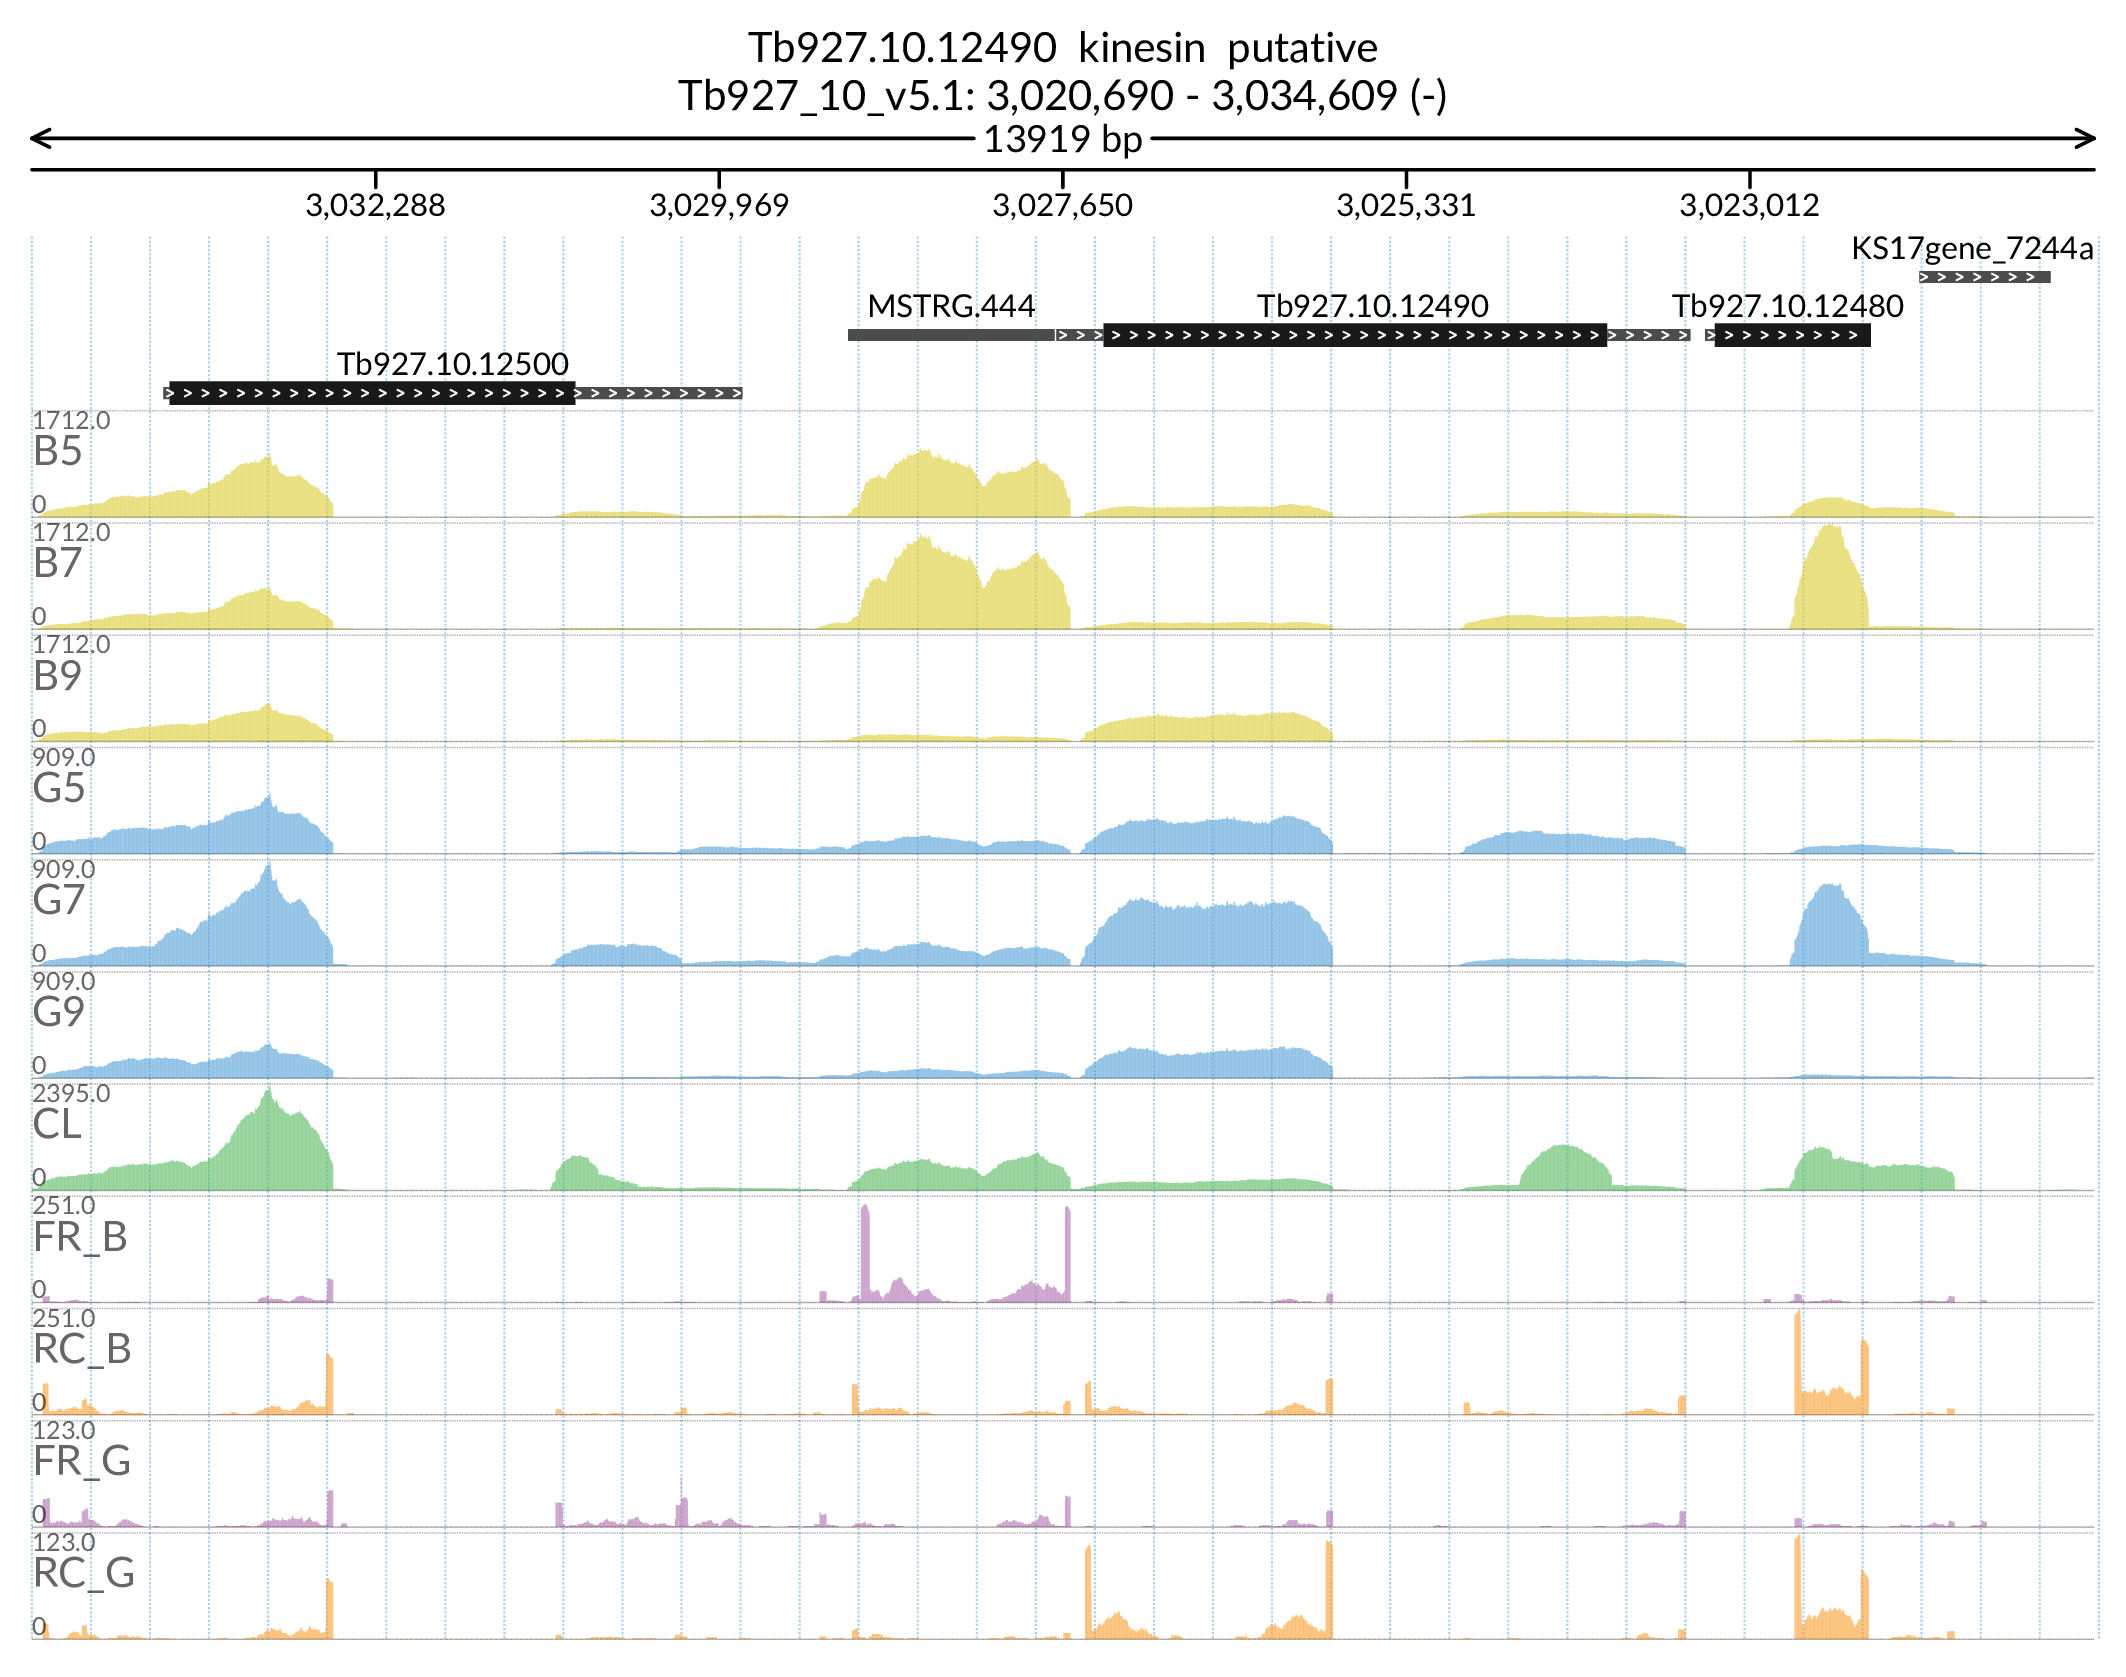 Tb927.10.12490 kinesin putative
Tb927_10_v5.1: 3,020,690 - 3,034,609 (-)
13919 bp
3,032,288 3,029,969 3,027,650 3,025,331 3,023,012
KS17gene_7244a
MSTRG.444 Tb927.10.12490 Tb927.10.12480
Tb927.10.12500
1712.0
B5
0
1712.0
B7
0
1712.0
B9
0
909.0
G5
0
909.0
G7
0
909.0
G9
0
2395.0
CL
0
251.0
FR_B
0
251.0
RC_B
0
123.0
FR_G
0
123.0
RC_G
0